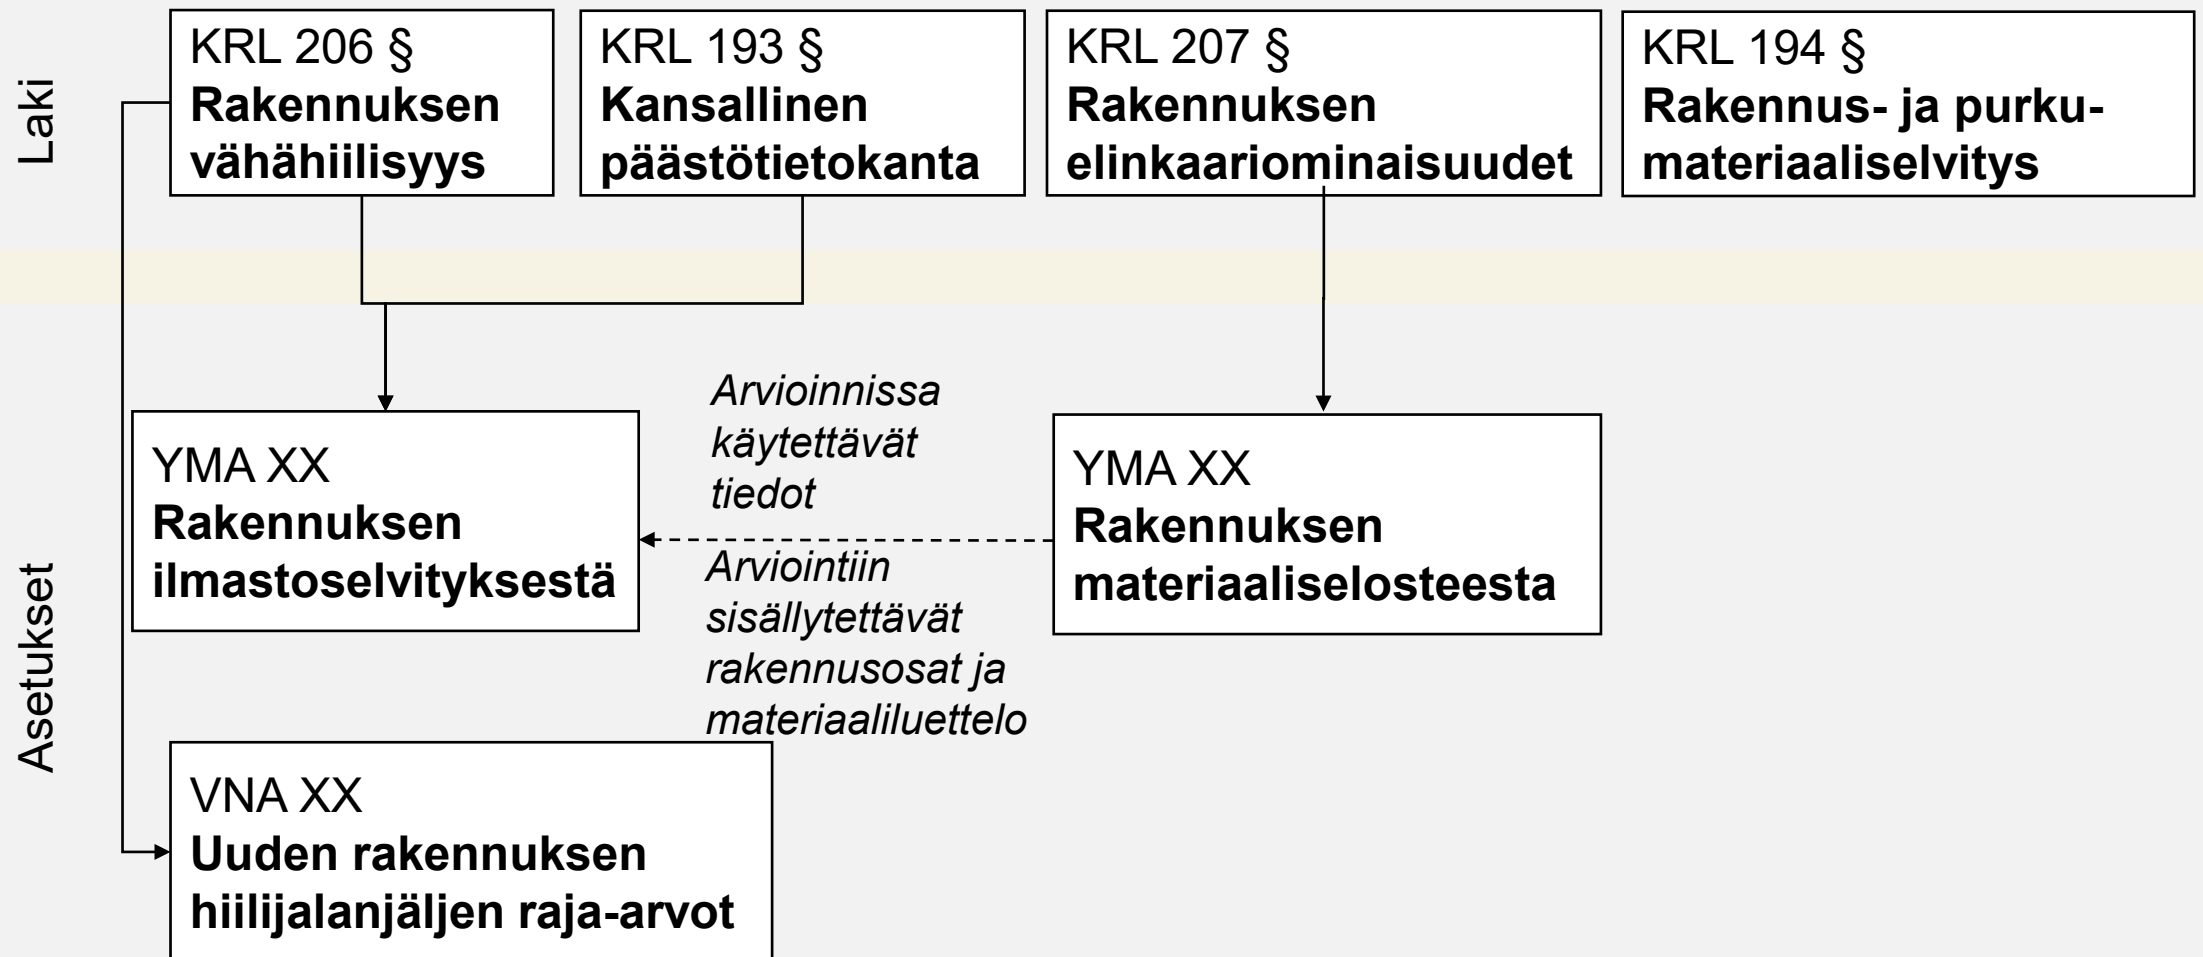 Laki
KRL 206 §
Rakennuksen
vähähiilisyys
KRL 193 §
Kansallinen
päästötietokanta
KRL 207 §
Rakennuksen
elinkaariominaisuudet
KRL 194 §
Rakennus- ja purku-
materiaaliselvitys
Asetukset
YMA XX
Rakennuksen
ilmastoselvityksestä
Arvioinnissa
käytettävät
tiedot
Arviointiin
sisällytettävät
rakennusosat ja
materiaaliluettelo
YMA XX
Rakennuksen
materiaaliselosteesta
VNA XX
Uuden rakennuksen
hiilijalanjäljen raja-arvot